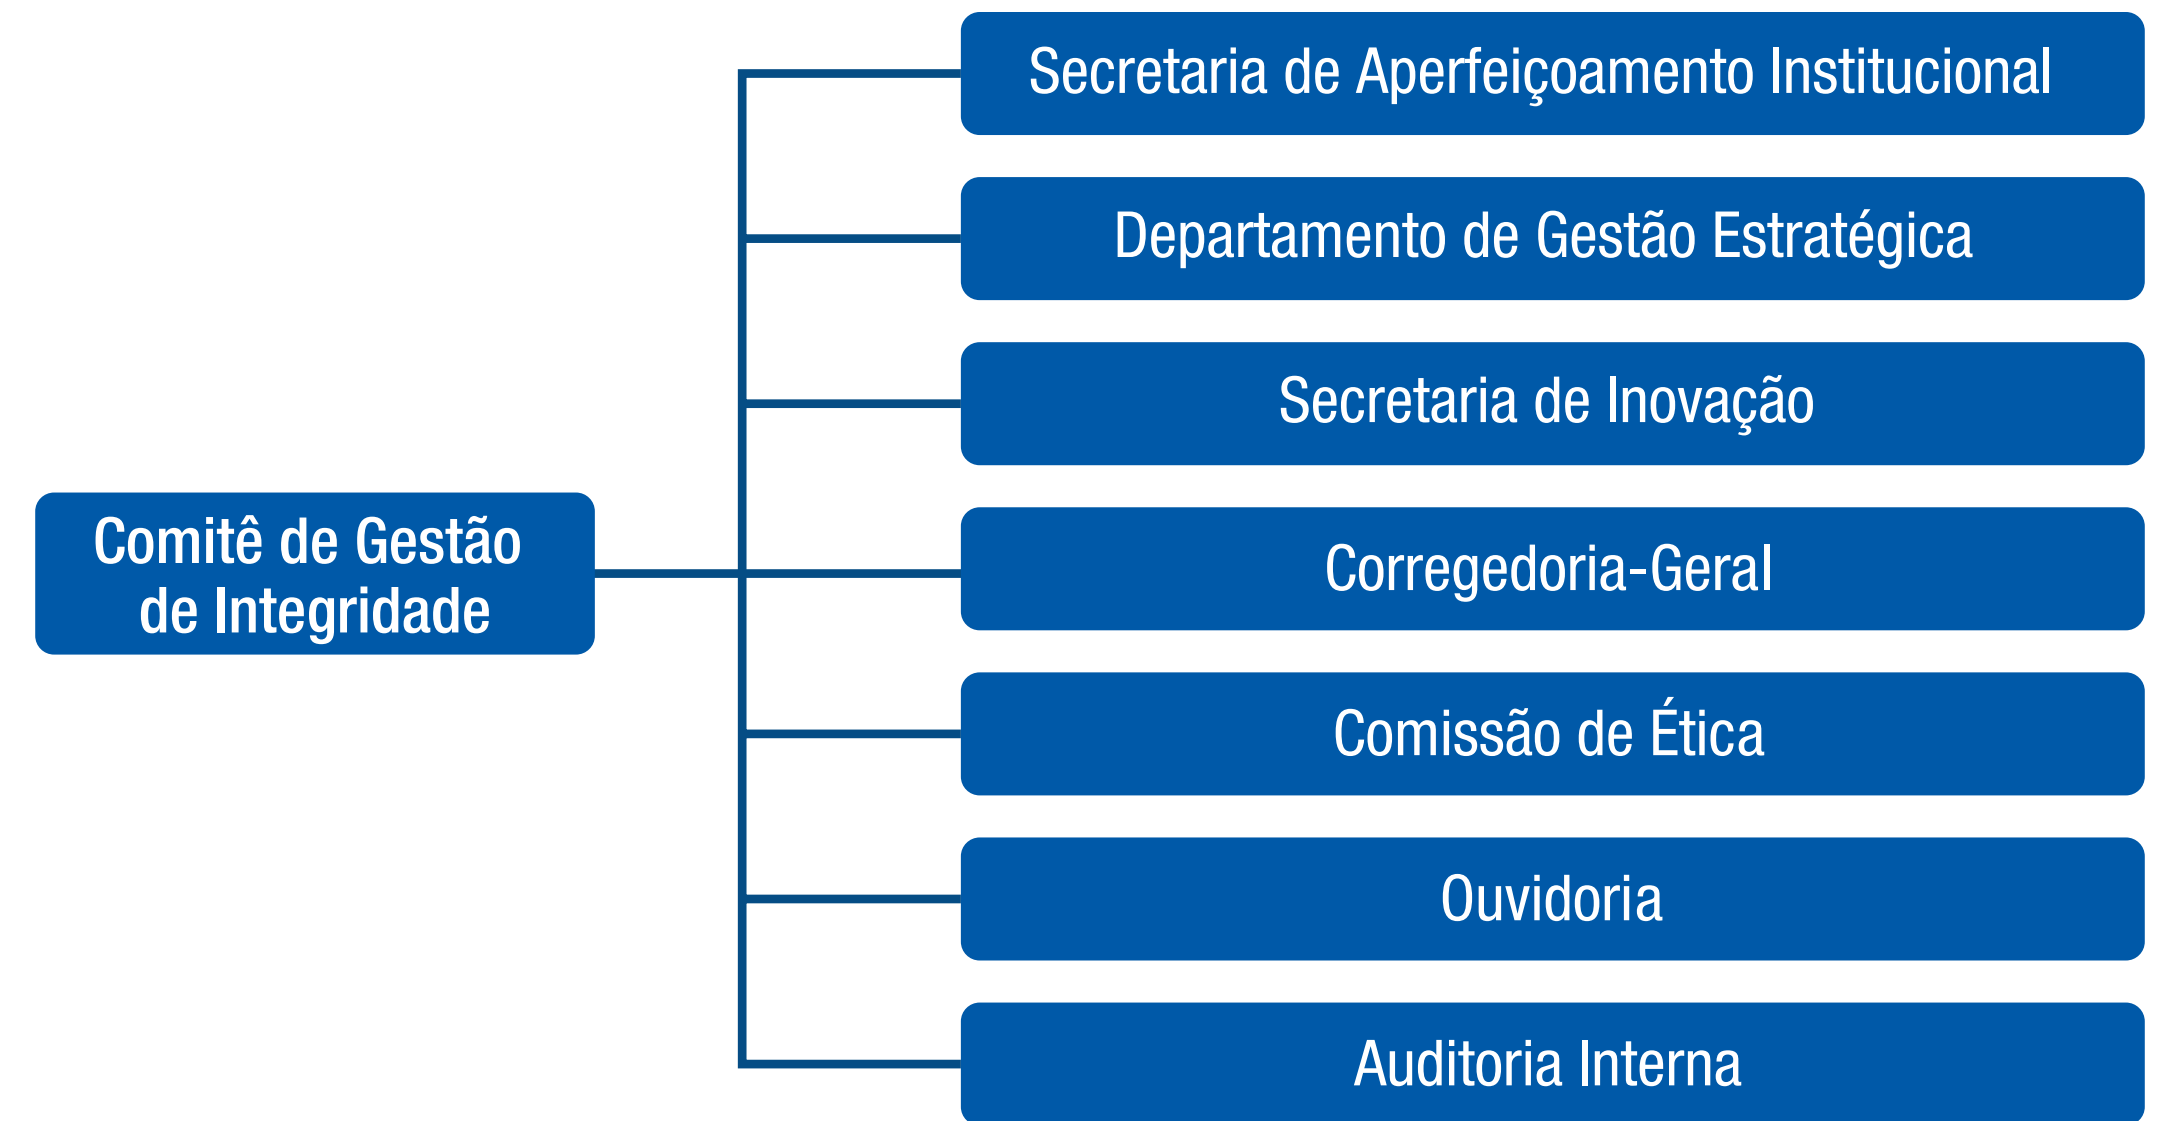 Secretaria de Aperfeiçoamento Institucional
Departamento de Gestão Estratégica
Secretaria de Inovação
Comitê de Gestão
de Integridade
Corregedoria-Geral
Comissão de Ética
Ouvidoria
Auditoria Interna